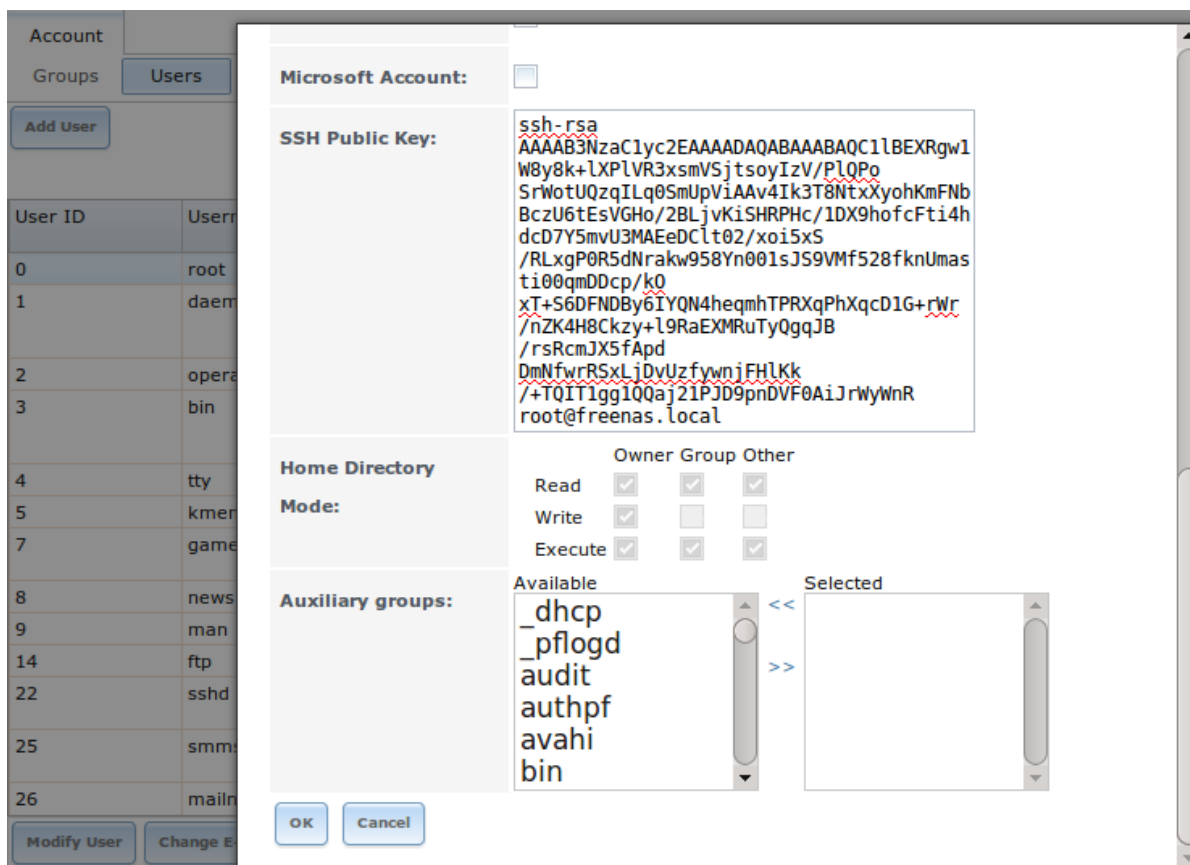 Account
Groups Users
Add User
User ID
0 root
1
2
3 bin
4 tty
5
7
8 news
9 man
14 ftp
22 sshd
25
26
Modify User
Microsoft Account:
SSH Public Key:
ssh-rsa
AAAAB3NzaC1yc2EAAAADAQABAAABAQC1lBEXRgw1
W8y8k+lXPlVR3xsmVSjtsoyIzV/PlQPo
SrWotUQzqILq0SmUpViAAv4Ik3T8NtxXyohKmFNb
BczU6tEsVGHo/2BLjvKiSHRPHc/1DX9hofcFti4h
dcD7Y5mvU3MAEeDClt02/xoi5xS
/RLxgP0R5dNrakw958Yn001sJS9VMf528fknUmas
ti00qmDDcp/kO
xT+S6DFNDBy6IYQN4heqmhTPRXqPhXqcD1G+rWr
/nZK4H8Ckzy+l9RaEXMRuTyQgqJB
/rsRcmJX5fApd
DmNfwrRSxLjDvUzfywnjFHlKk
/+TQIT1gg1QQaj21PJD9pnDVF0AiJrWyWnR
root@freenas.local
Home Directory
Mode:
Owner Group Other
Read
Write
Execute
Auxiliary groups:
Available
_dhcp
_pflogd
audit
authpf
avahi
bin
<<
>>
Selected
OK Cancel